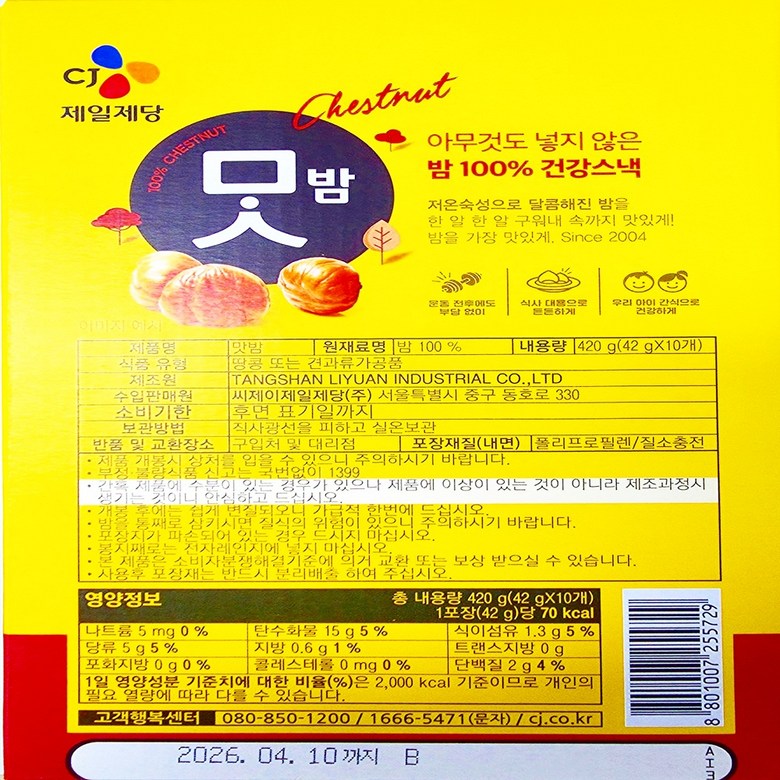 CJ
제일제당
Chestnut
100% CHESTNUT
맛밤
아무것도 넣지 않은
밤 100% 건강스낵
저온숙성으로 달콤해진 밤을
한 알 한 알 구워내 속까지 맛있게!
밤을 가장 맛있게. Since 2004
운동 전후에도
부담 없이
식사 대용으로
든든하게
우리 아이 간식으로
건강하게
이미지 예시
제품명 맛밤 원재료명 밤 100 % 내용량 420 g(42 gX10개)
식품 유형 땅콩 또는 견과류가공품
제조원 TANGSHAN LIYUAN INDUSTRIAL CO.,LTD
수입판매원 씨제이제일제당(주) 서울특별시 중구 동호로 330
소비기한 후면 표기일까지
보관방법 직사광선을 피하고 실온보관
반품 및 교환장소 구입처 및 대리점 포장재질(내면) 폴리프로필렌/질소충전
• 제품 개봉시 상처를 입을 수 있으니 주의하시기 바랍니다.
• 부정·불량식품 신고는 국번없이 1399
• 간혹 제품에 수분이 있는 경우가 있으나 제품에 이상이 있는 것이 아니라 제조과정시
생기는 것이니 안심하고 드십시오.
• 개봉 후에는 쉽게 변질되오니 가급적 한번에 드십시오.
• 밤을 통째로 삼키시면 질식의 위험이 있으니 주의하시기 바랍니다.
• 포장지가 파손되어 있는 경우 드시지 마십시오.
• 봉지째로는 전자레인지에 넣지 마십시오.
• 본 제품은 소비자분쟁해결기준에 의거 교환 또는 보상 받으실 수 있습니다.
• 사용후 포장재는 반드시 분리배출 하여 주십시오.
영양정보 총 내용량 420 g(42 gX10개)
1포장(42 g)당 70 kcal
나트륨 5 mg 0 % 탄수화물 15 g 5 % 식이섬유 1.3 g 5 %
당류 5 g 5 % 지방 0.6 g 1 % 트랜스지방 0 g
포화지방 0 g 0 % 콜레스테롤 0 mg 0 % 단백질 2 g 4 %
1일 영양성분 기준치에 대한 비율(%)은 2,000 kcal 기준이므로 개인의
필요 열량에 따라 다를 수 있습니다.
고객행복센터 080-850-1200 / 1666-5471(문자) / cj.co.kr
8 801007 255729
2026. 04. 10까지 B